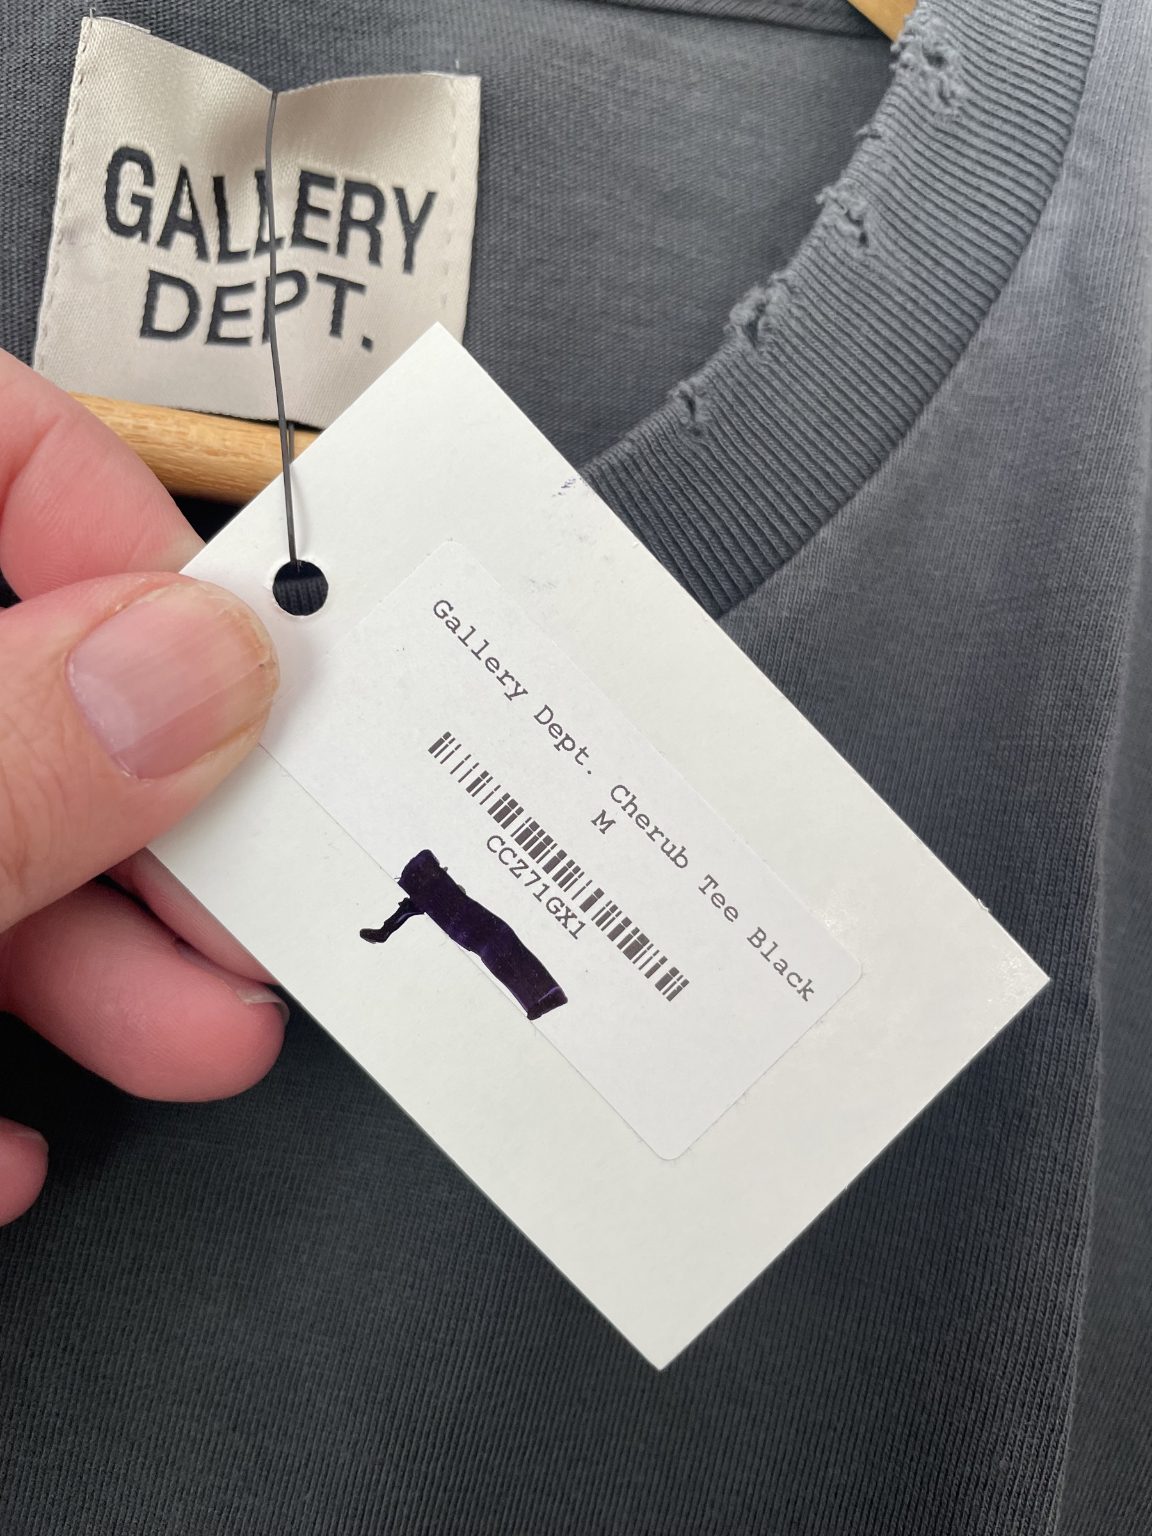 GALLERY
DEPT.
Gallery Dept. Cherub Tee Black
M
CCZ71GX1